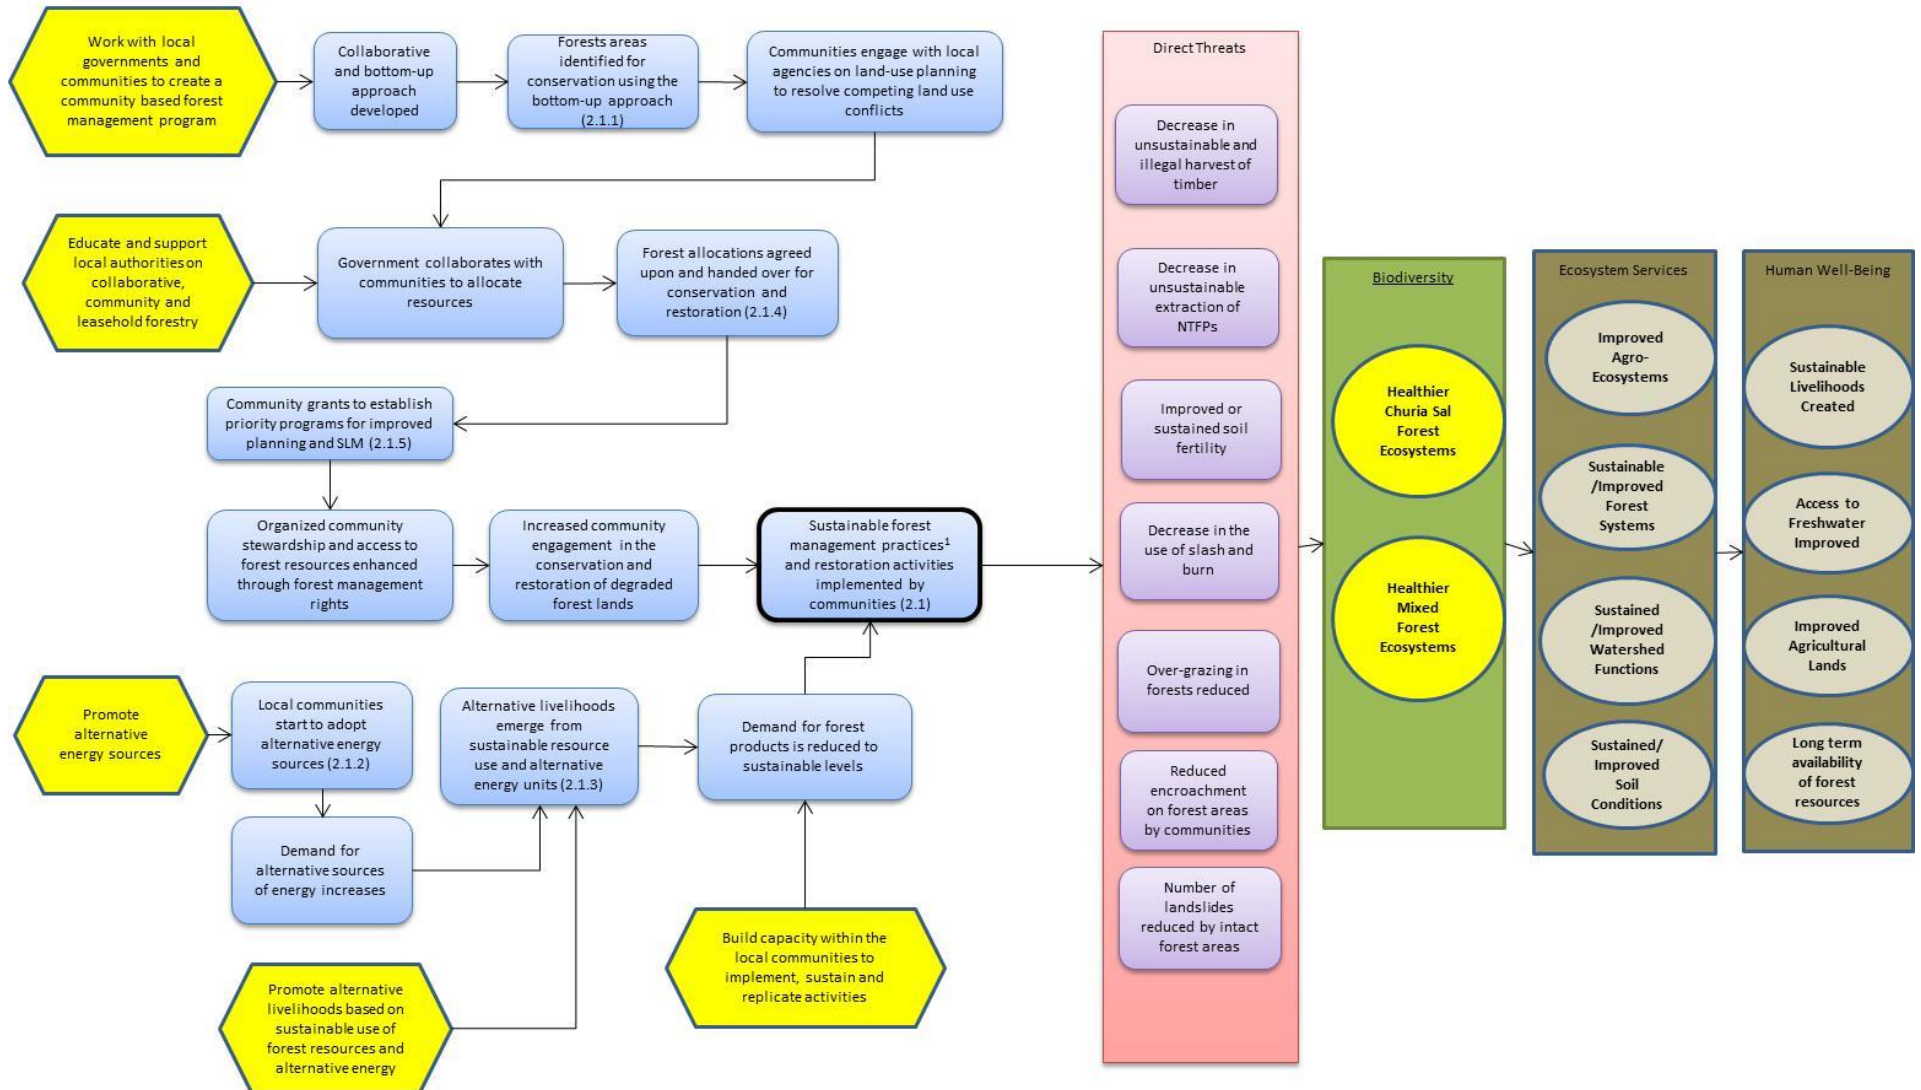 Work with local
governments and
communities to create a
community based forest
management program
Collaborative
and bottom-up
approach
developed
Forests areas
identified for
conservation using the
bottom-up approach
(2.1.1)
Communities engage with local
agencies on land-use planning
to resolve competing land use
conflicts
Educate and support
local authorities on
collaborative,
community and
leasehold forestry
Government collaborates with
communities to allocate
resources
Forest allocations agreed
upon and handed over for
conservation and
restoration (2.1.4)
Community grants to establish
priority programs for improved
planning and SLM (2.1.5)
Organized community
stewardship and access to
forest resources enhanced
through forest management
rights
Increased community
engagement in the
conservation and
restoration of degraded
forest lands
Sustainable forest
management practices¹
and restoration activities
implemented by
communities (2.1)
Promote
alternative
energy sources
Local communities
start to adopt
alternative energy
sources (2.1.2)
Alternative livelihoods
emerge from
sustainable resource
use and alternative
energy units (2.1.3)
Demand for forest
products is reduced to
sustainable levels
Demand for
alternative sources
of energy increases
Build capacity within the
local communities to
implement, sustain and
replicate activities
Promote alternative
livelihoods based on
sustainable use of
forest resources and
alternative energy
Direct Threats
Decrease in
unsustainable and
illegal harvest of
timber
Decrease in
unsustainable
extraction of
NTFPs
Improved or
sustained soil
fertility
Decrease in the
use of slash and
burn
Over-grazing in
forests reduced
Reduced
encroachment
on forest areas
by communities
Number of
landslides
reduced by intact
forest areas
Biodiversity
Healthier
Churia Sal
Forest
Ecosystems
Healthier
Mixed
Forest
Ecosystems
Ecosystem Services
Improved
Agro-
Ecosystems
Sustainable
/Improved
Forest
Systems
Sustained
/Improved
Watershed
Functions
Sustained/
Improved
Soil
Conditions
Human Well-Being
Sustainable
Livelihoods
Created
Access to
Freshwater
Improved
Improved
Agricultural
Lands
Long term
availability
of forest
resources